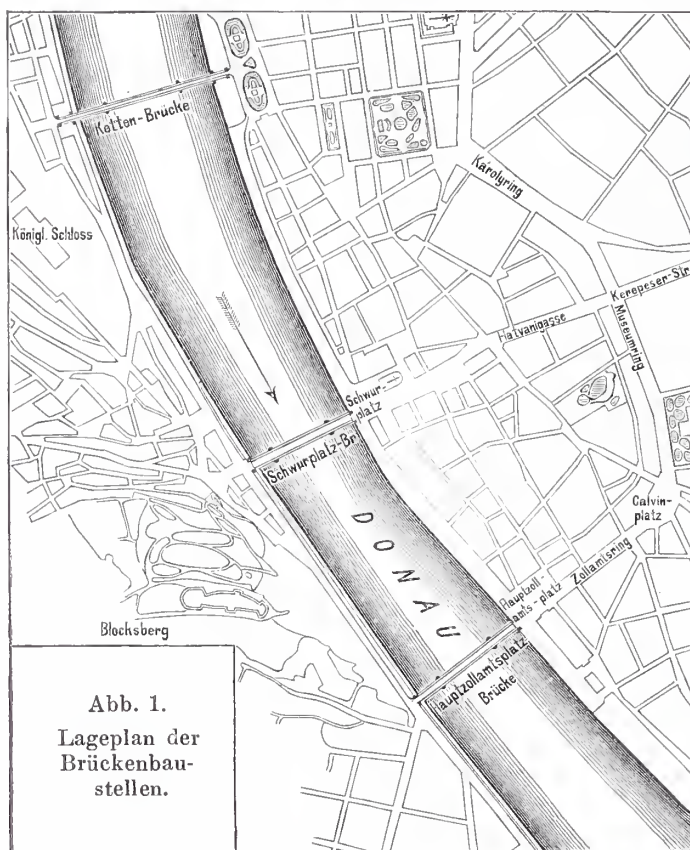 Ketten-Brücke
Károlyring
Königl. Schloss
Kerepeser-Str
Hatvanigasse
Museumring
Schwur-
platz
Schwurplatz-Br
Calvin-
platz
DONAU
Zollamtsring
Hauptzoll-
amts-platz
Blocksberg
Hauptzollamtsplatz
Brücke
Abb. 1.
Lageplan der
Brückenbau-
stellen.